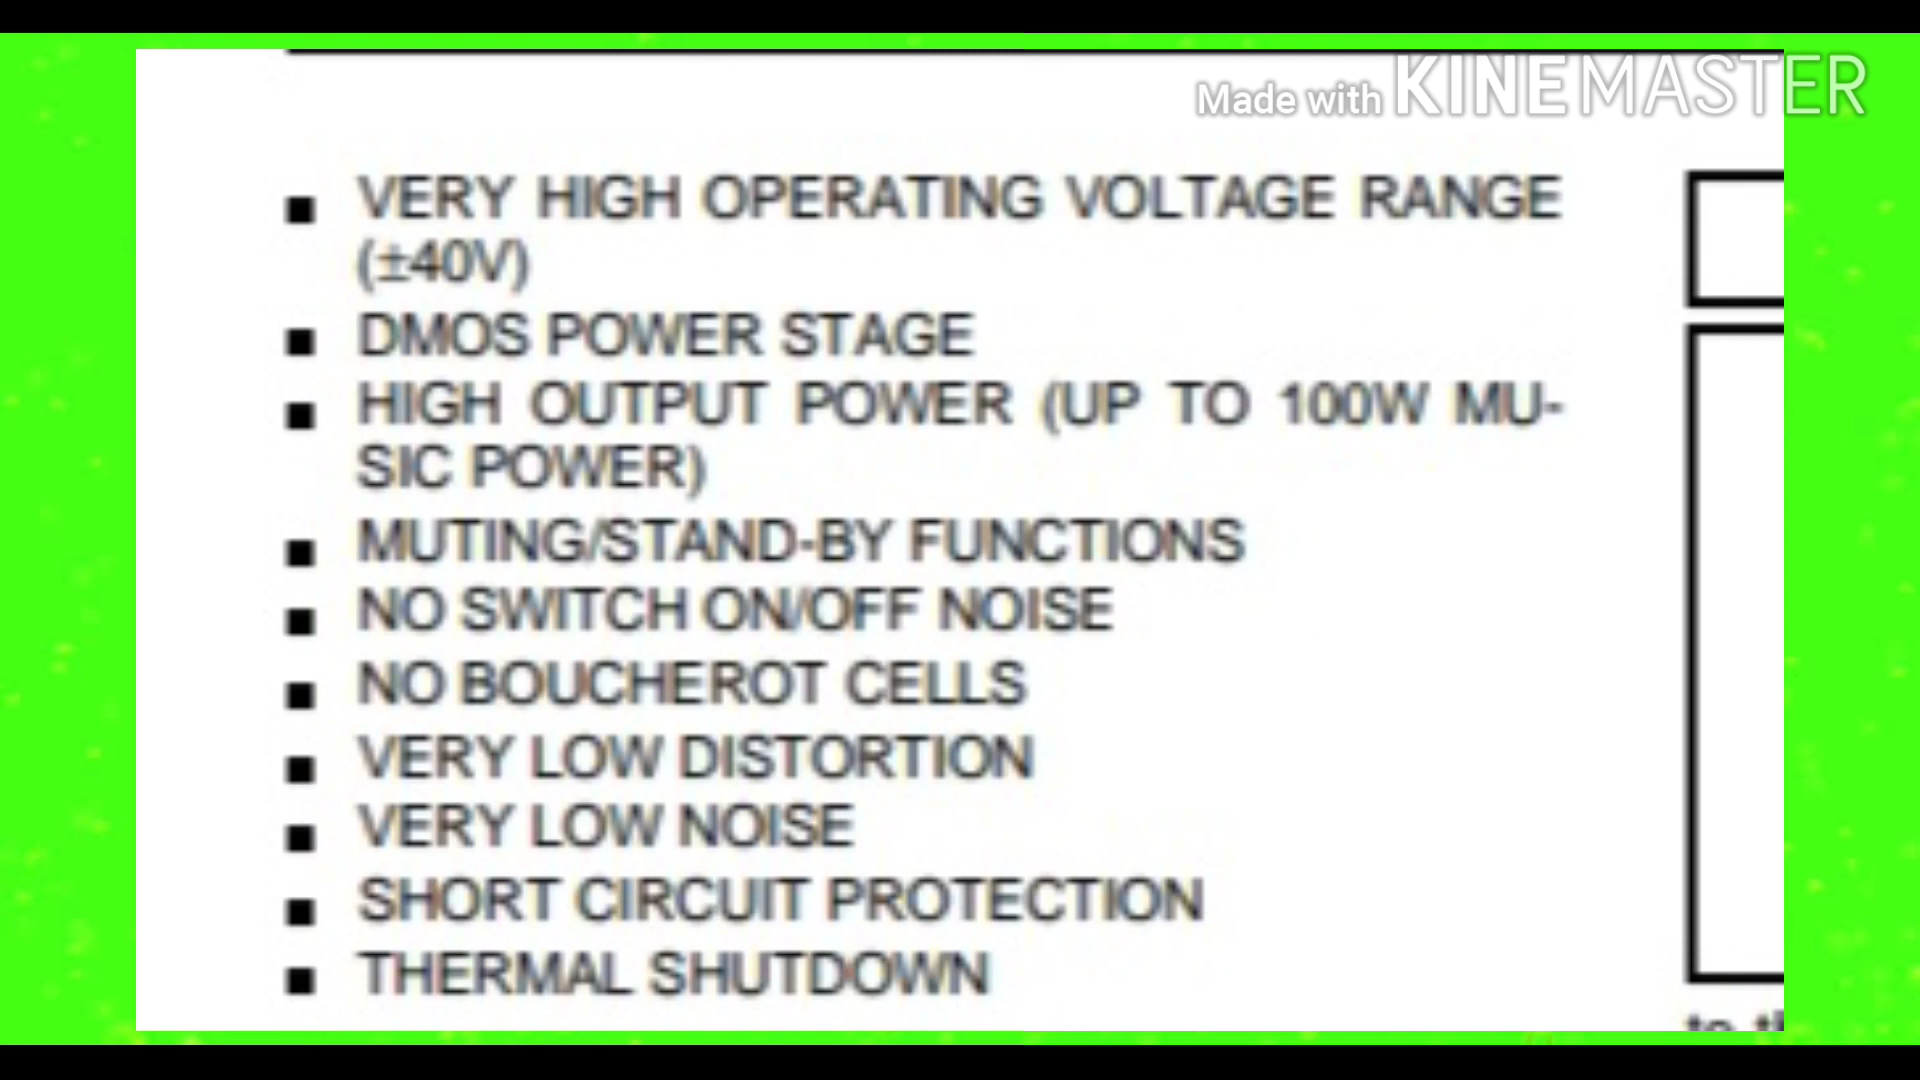 Made with KINEMASTER
■ VERY HIGH OPERATING VOLTAGE RANGE
(±40V)
■ DMOS POWER STAGE
■ HIGH OUTPUT POWER (UP TO 100W MU-
SIC POWER)
■ MUTING/STAND-BY FUNCTIONS
■ NO SWITCH ON/OFF NOISE
■ NO BOUCHEROT CELLS
■ VERY LOW DISTORTION
■ VERY LOW NOISE
■ SHORT CIRCUIT PROTECTION
■ THERMAL SHUTDOWN